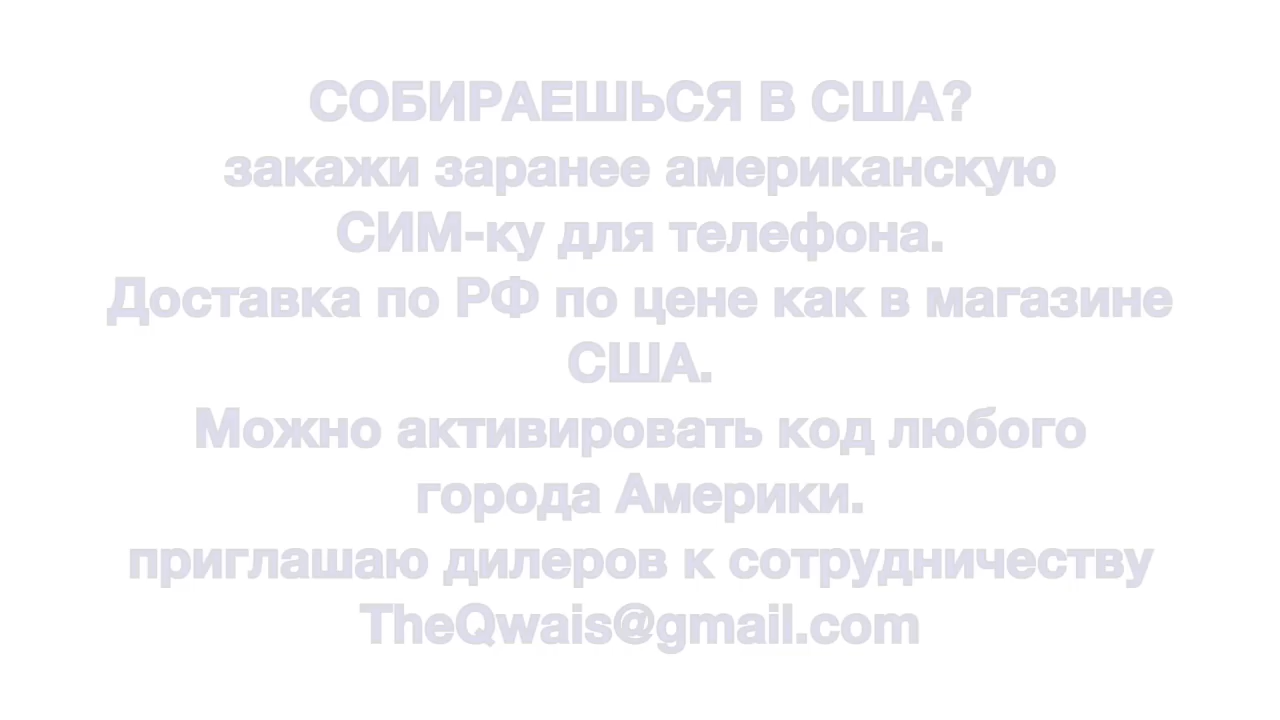 СОБИРАЕШЬСЯ В США?
закажи заранее американскую
СИМ-ку для телефона.
Доставка по РФ по цене как в магазине
США.
Можно активировать код любого
города Америки.
приглашаю дилеров к сотрудничеству
TheQwais@gmail.com